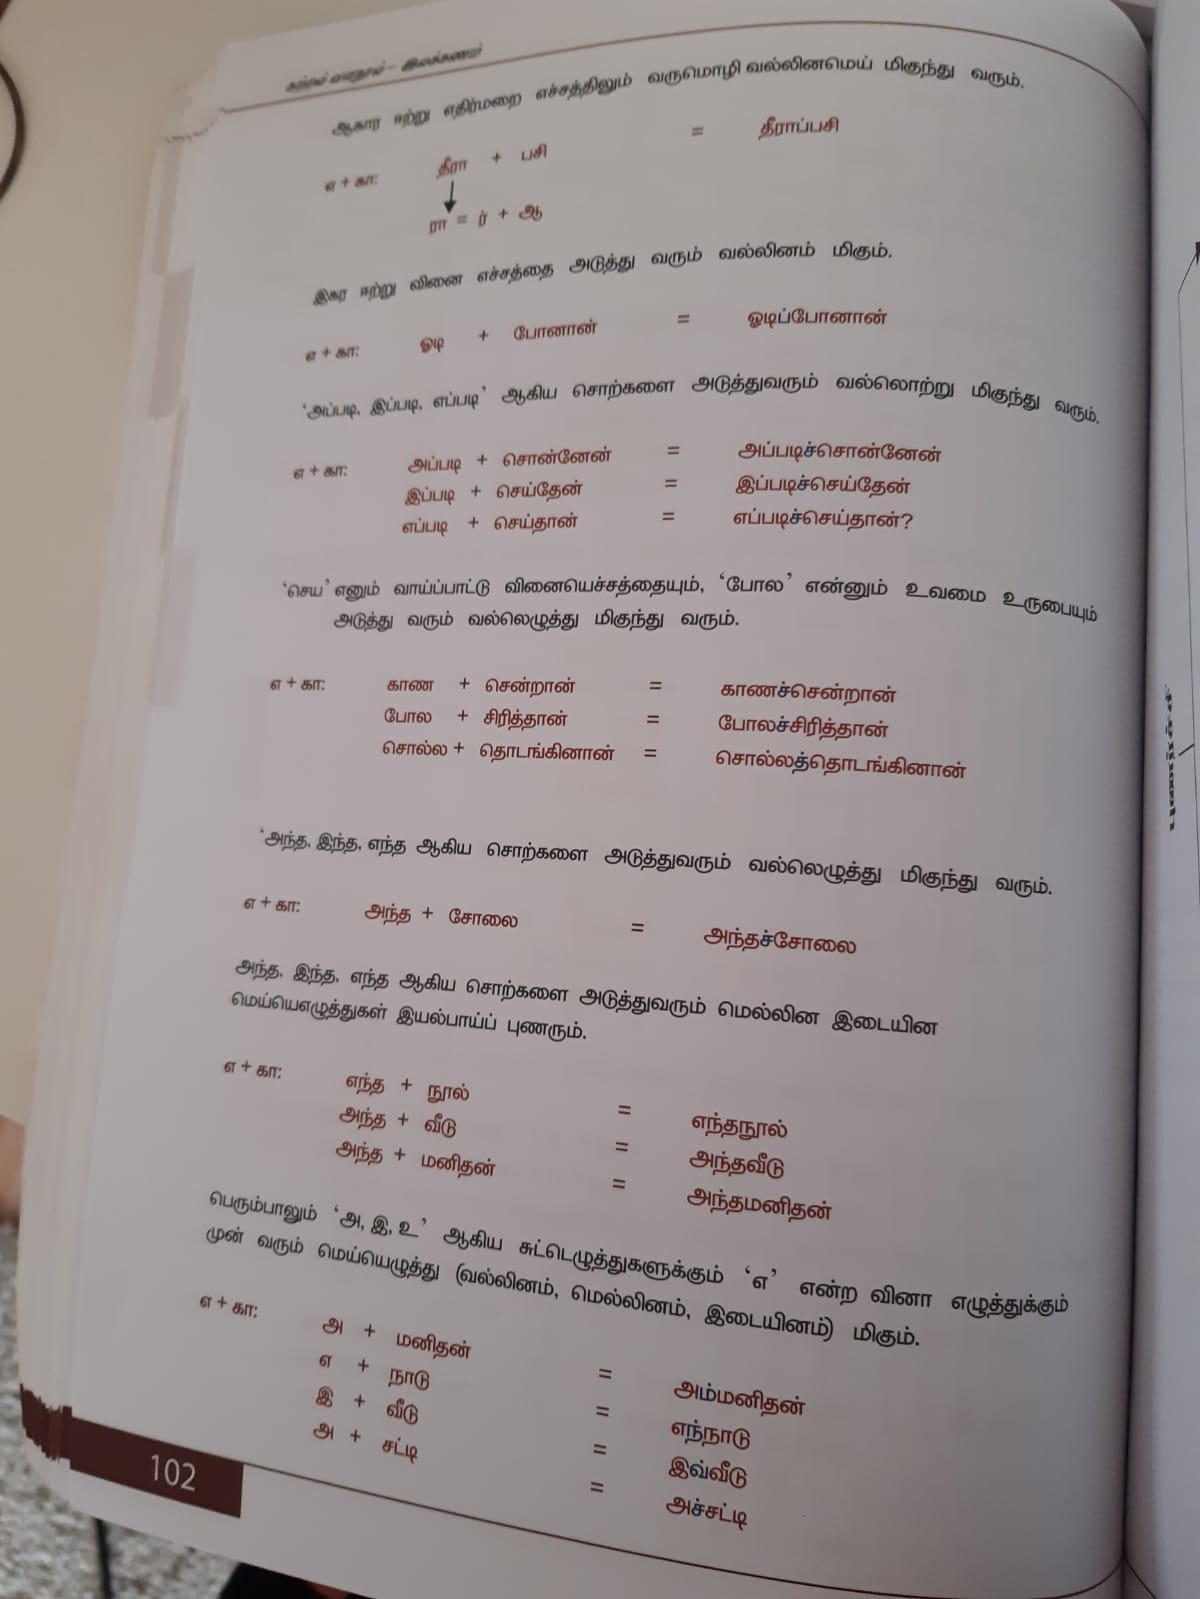 கற்றல் வளநூல் – இலக்கணம்
ஆகார ஈற்று எதிர்மறை எச்சத்திலும் வருமொழி வல்லினமெய் மிகுந்து வரும்.
எ + கா: தீரா + பசி = தீராப்பசி
ரா = ர் + ஆ
இகர ஈற்று வினை எச்சத்தை அடுத்து வரும் வல்லினம் மிகும்.
எ + கா: ஓடி + போனான் = ஓடிப்போனான்
‘அப்படி, இப்படி, எப்படி’ ஆகிய சொற்களை அடுத்துவரும் வல்லொற்று மிகுந்து வரும்.
எ + கா: அப்படி + சொன்னேன் = அப்படிச்சொன்னேன்
இப்படி + செய்தேன் = இப்படிச்செய்தேன்
எப்படி + செய்தான் = எப்படிச்செய்தான்?
‘செய’ எனும் வாய்ப்பாட்டு வினையெச்சத்தையும், ‘போல’ என்னும் உவமை உருபையும்
அடுத்து வரும் வல்லெழுத்து மிகுந்து வரும்.
எ + கா: காண + சென்றான் = காணச்சென்றான்
போல + சிரித்தான் = போலச்சிரித்தான்
சொல்ல + தொடங்கினான் = சொல்லத்தொடங்கினான்
‘அந்த, இந்த, எந்த ஆகிய சொற்களை அடுத்துவரும் வல்லெழுத்து மிகுந்து வரும்.
எ + கா: அந்த + சோலை = அந்தச்சோலை
அந்த, இந்த, எந்த ஆகிய சொற்களை அடுத்துவரும் மெல்லின இடையின
மெய்யெஎழுத்துகள் இயல்பாய்ப் புணரும்.
எ + கா: எந்த + நூல் = எந்தநூல்
அந்த + வீடு = அந்தவீடு
அந்த + மனிதன் = அந்தமனிதன்
பெரும்பாலும் ‘அ, இ, உ’ ஆகிய சுட்டெழுத்துகளுக்கும் ‘எ’ என்ற வினா எழுத்துக்கும்
முன் வரும் மெய்யெழுத்து (வல்லினம், மெல்லினம், இடையினம்) மிகும்.
எ + கா: அ + மனிதன் = அம்மனிதன்
எ + நாடு = எந்நாடு
இ + வீடு = இவ்வீடு
அ + சட்டி = அச்சட்டி
102